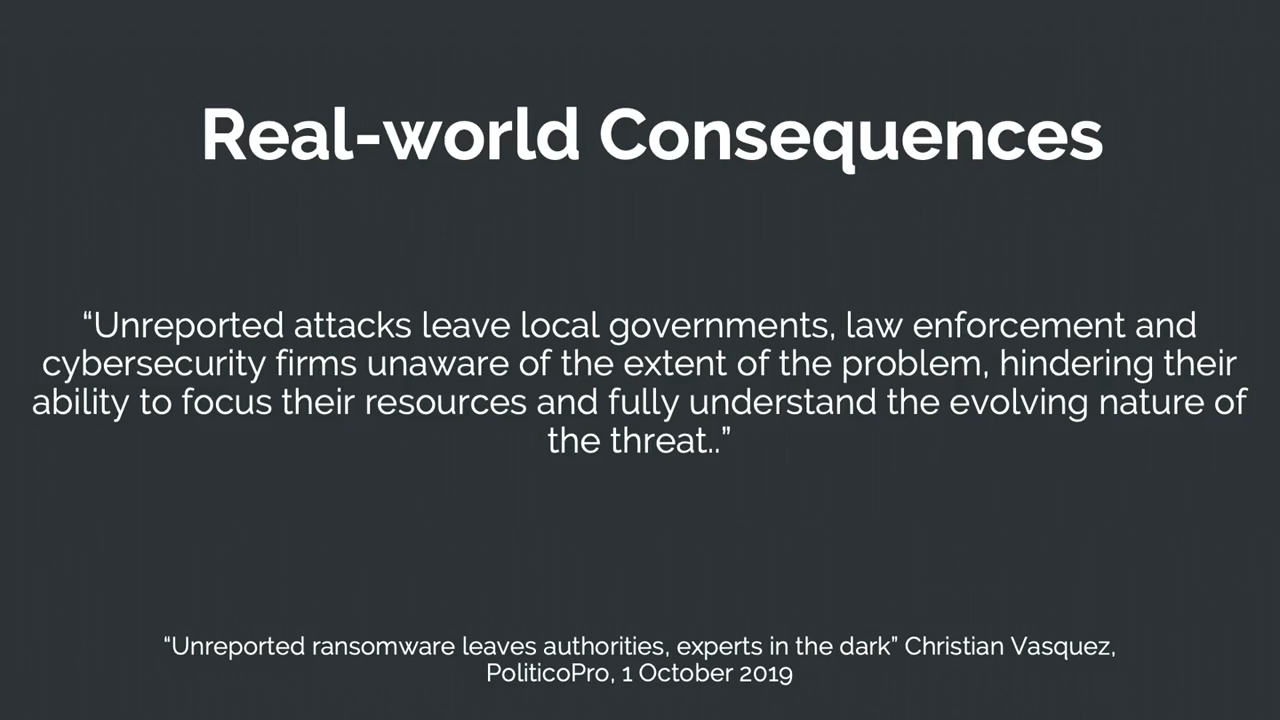 Real-world Consequences
“Unreported attacks leave local governments, law enforcement and
cybersecurity firms unaware of the extent of the problem, hindering their
ability to focus their resources and fully understand the evolving nature of
the threat..”
“Unreported ransomware leaves authorities, experts in the dark” Christian Vasquez,
PoliticoPro, 1 October 2019